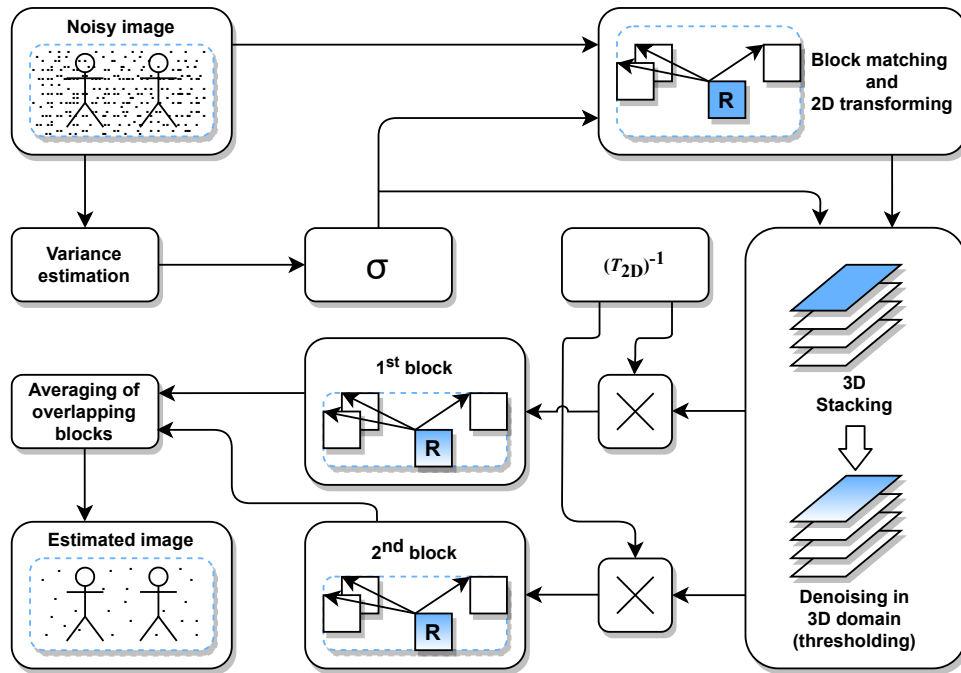 Noisy image
R
Block matching
and
2D transforming
Variance
estimation
σ
(T2D)-1
3D
Stacking
1st block
R
Averaging of
overlapping
blocks
Estimated image
2nd block
R
Denoising in
3D domain
(thresholding)